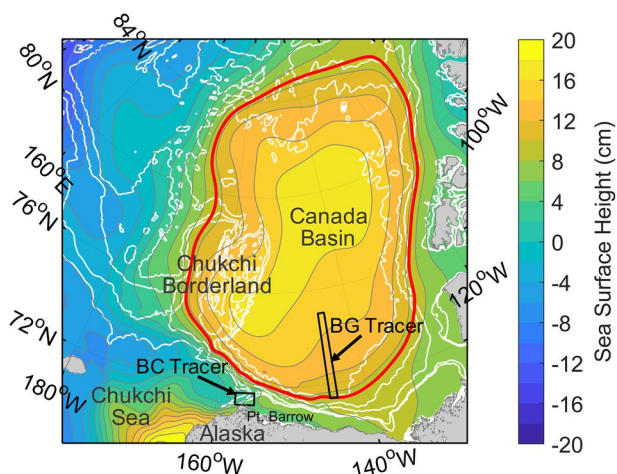 84°N
80°N
160°E
76°N
72°N
180°W
160°W
140°W
120°W
100°W
Canada
Basin
Chukchi
Borderland
BG Tracer
BC Tracer
Chukchi
Sea
Pt. Barrow
Alaska
20
16
12
8
4
0
-4
-8
-12
-16
-20
Sea Surface Height (cm)